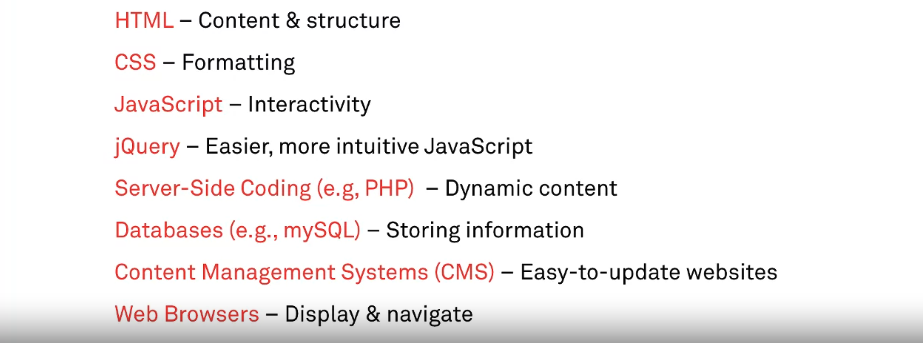 HTML – Content & structure
CSS – Formatting
JavaScript – Interactivity
jQuery – Easier, more intuitive JavaScript
Server-Side Coding (e.g, PHP) – Dynamic content
Databases (e.g., mySQL) – Storing information
Content Management Systems (CMS) – Easy-to-update websites
Web Browsers – Display & navigate